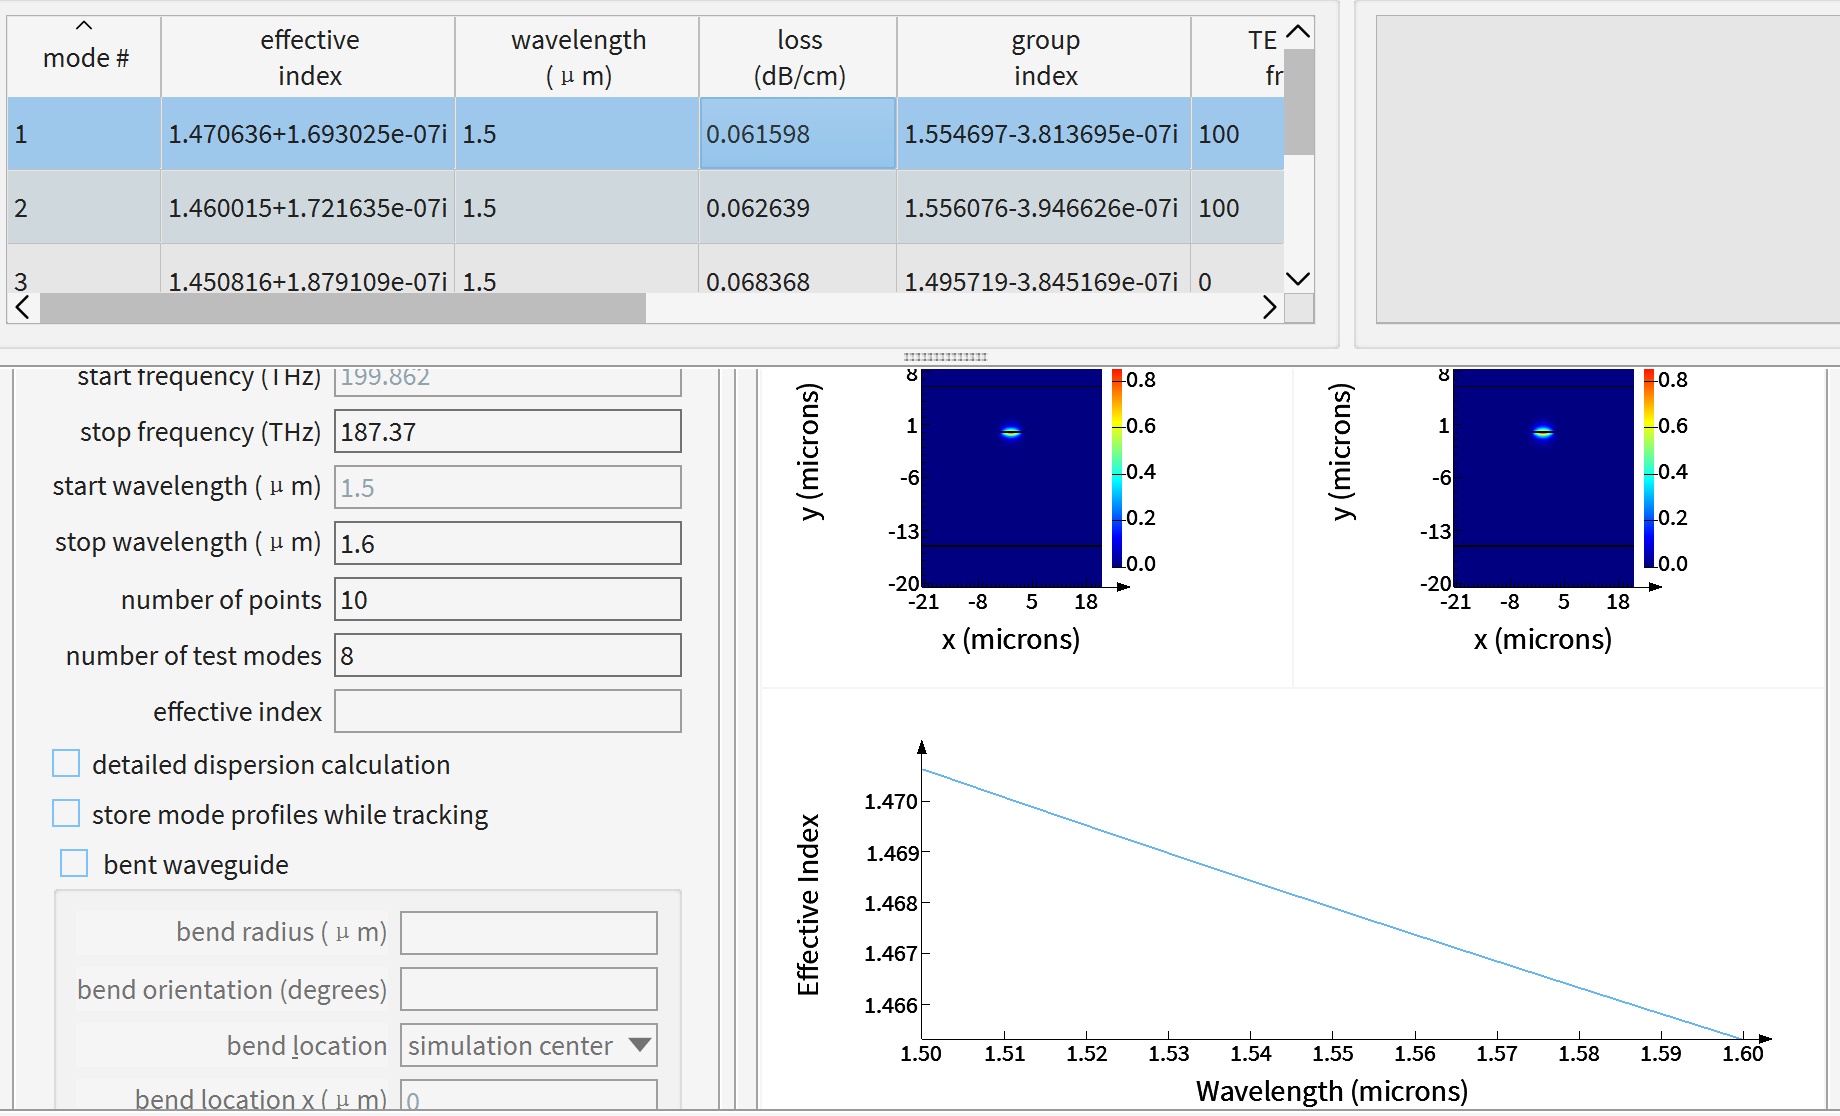 mode #
effective index
wavelength (μm)
loss (dB/cm)
group index
TE fr
1 1.470636+1.693025e-07i 1.5 0.061598 1.554697-3.813695e-07i 100
2 1.460015+1.721635e-07i 1.5 0.062639 1.556076-3.946626e-07i 100
3 1.450816+1.879109e-07i 1.5 0.068368 1.495719-3.845169e-07i 0
start frequency (THz) 199.862
stop frequency (THz) 187.37
start wavelength (μm) 1.5
stop wavelength (μm) 1.6
number of points 10
number of test modes 8
effective index
detailed dispersion calculation
store mode profiles while tracking
bent waveguide
bend radius (μm)
bend orientation (degrees)
bend location simulation center
bend location x (μm) 0
y (microns)
8
1
-6
-13
-20
-21 -8 5 18
x (microns)
0.8
0.6
0.4
0.2
0.0
y (microns)
8
1
-6
-13
-20
-21 -8 5 18
x (microns)
0.8
0.6
0.4
0.2
0.0
Effective Index
1.470
1.469
1.468
1.467
1.466
1.50 1.51 1.52 1.53 1.54 1.55 1.56 1.57 1.58 1.59 1.60
Wavelength (microns)